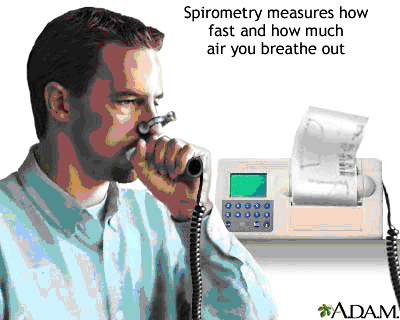 Spirometry measures how
fast and how much
air you breathe out
A.D.A.M.